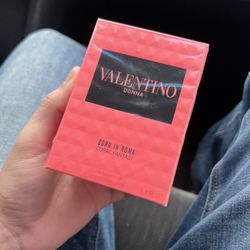 VALENTINO
DONNA
BORN IN ROMA
CORAL FANTASY